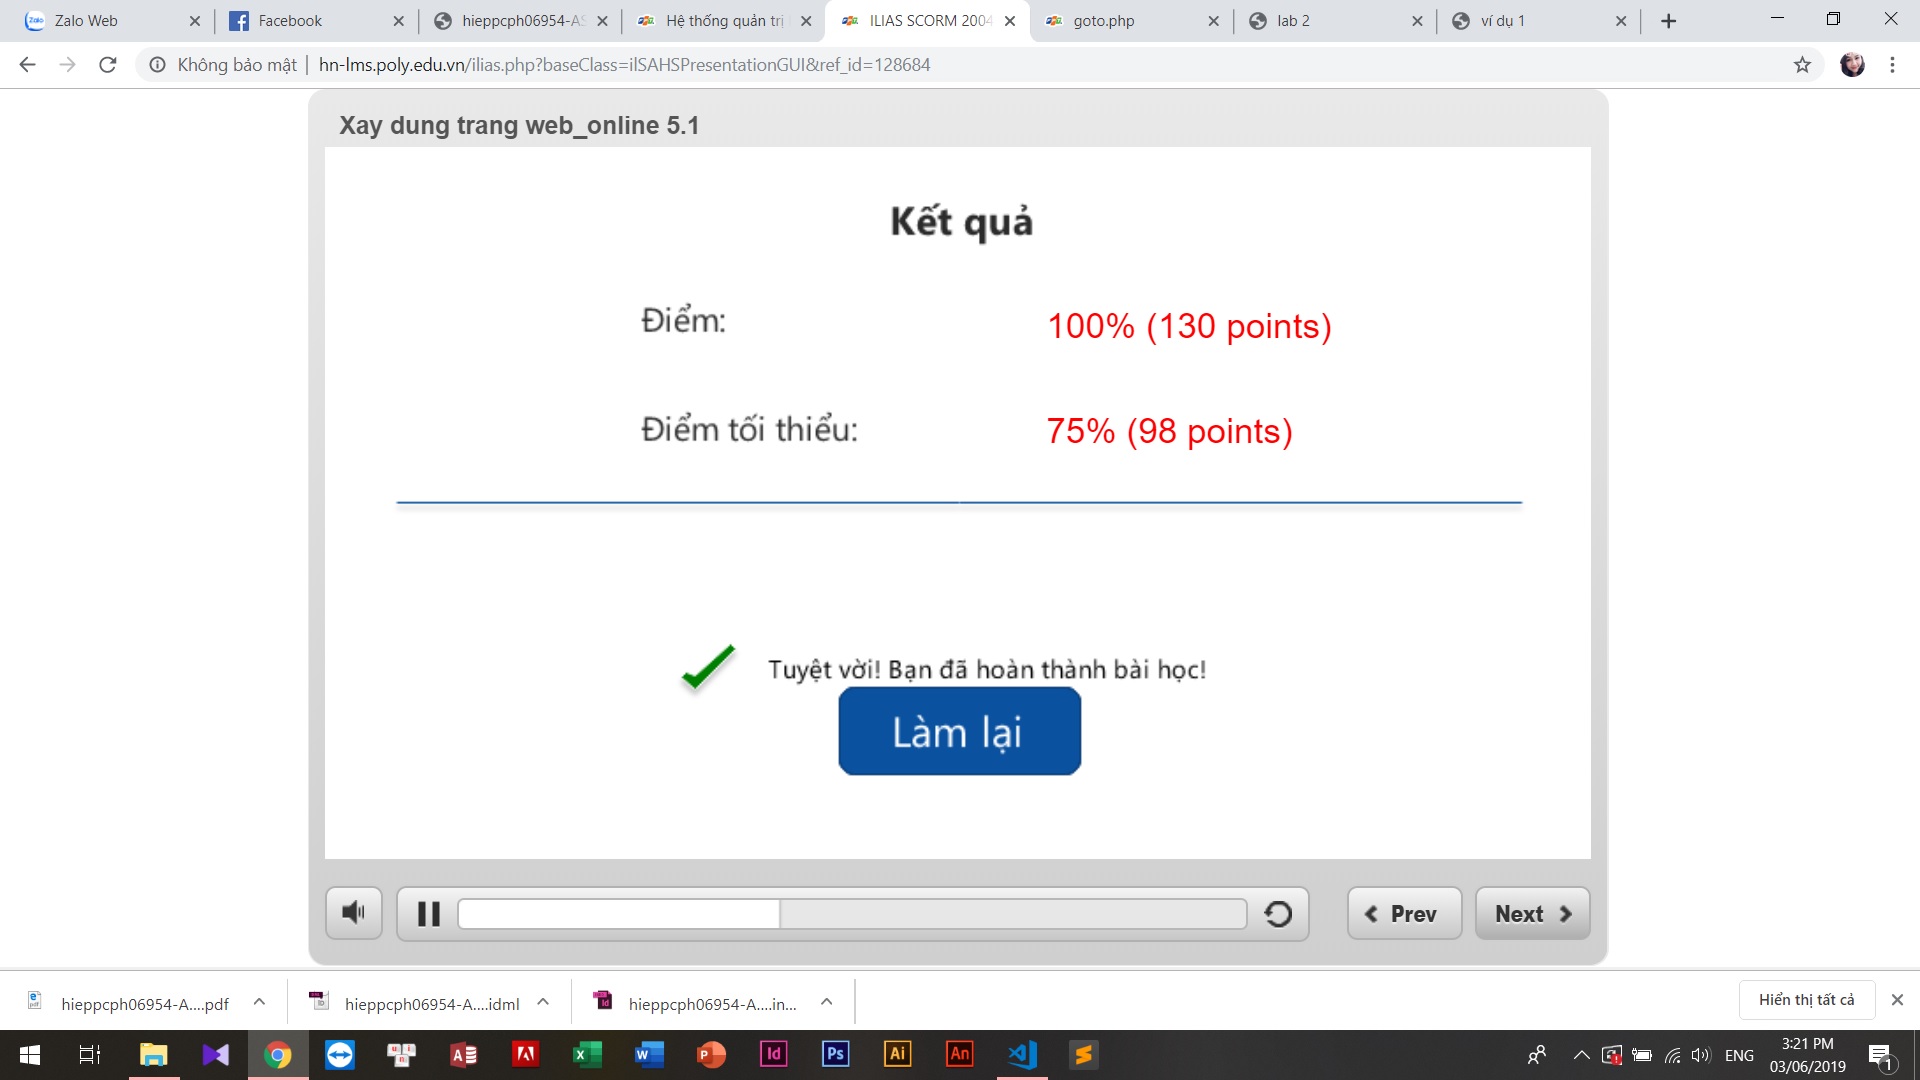 Zalo Web
Facebook
hieppcph06954-AS
Hệ thống quản trị
ILIAS SCORM 2004
goto.php
lab 2
ví dụ 1
Không bảo mật | hn-lms.poly.edu.vn/ilias.php?baseClass=ilSAHSPresentationGUI&ref_id=128684
Xay dung trang web_online 5.1
Kết quả
Điểm: 100% (130 points)
Điểm tối thiểu: 75% (98 points)
Tuyệt vời! Bạn đã hoàn thành bài học!
Làm lại
Prev
Next
hieppcph06954-A....pdf
hieppcph06954-A....idml
hieppcph06954-A....in...
Hiển thị tất cả
ENG
3:21 PM
03/06/2019
1